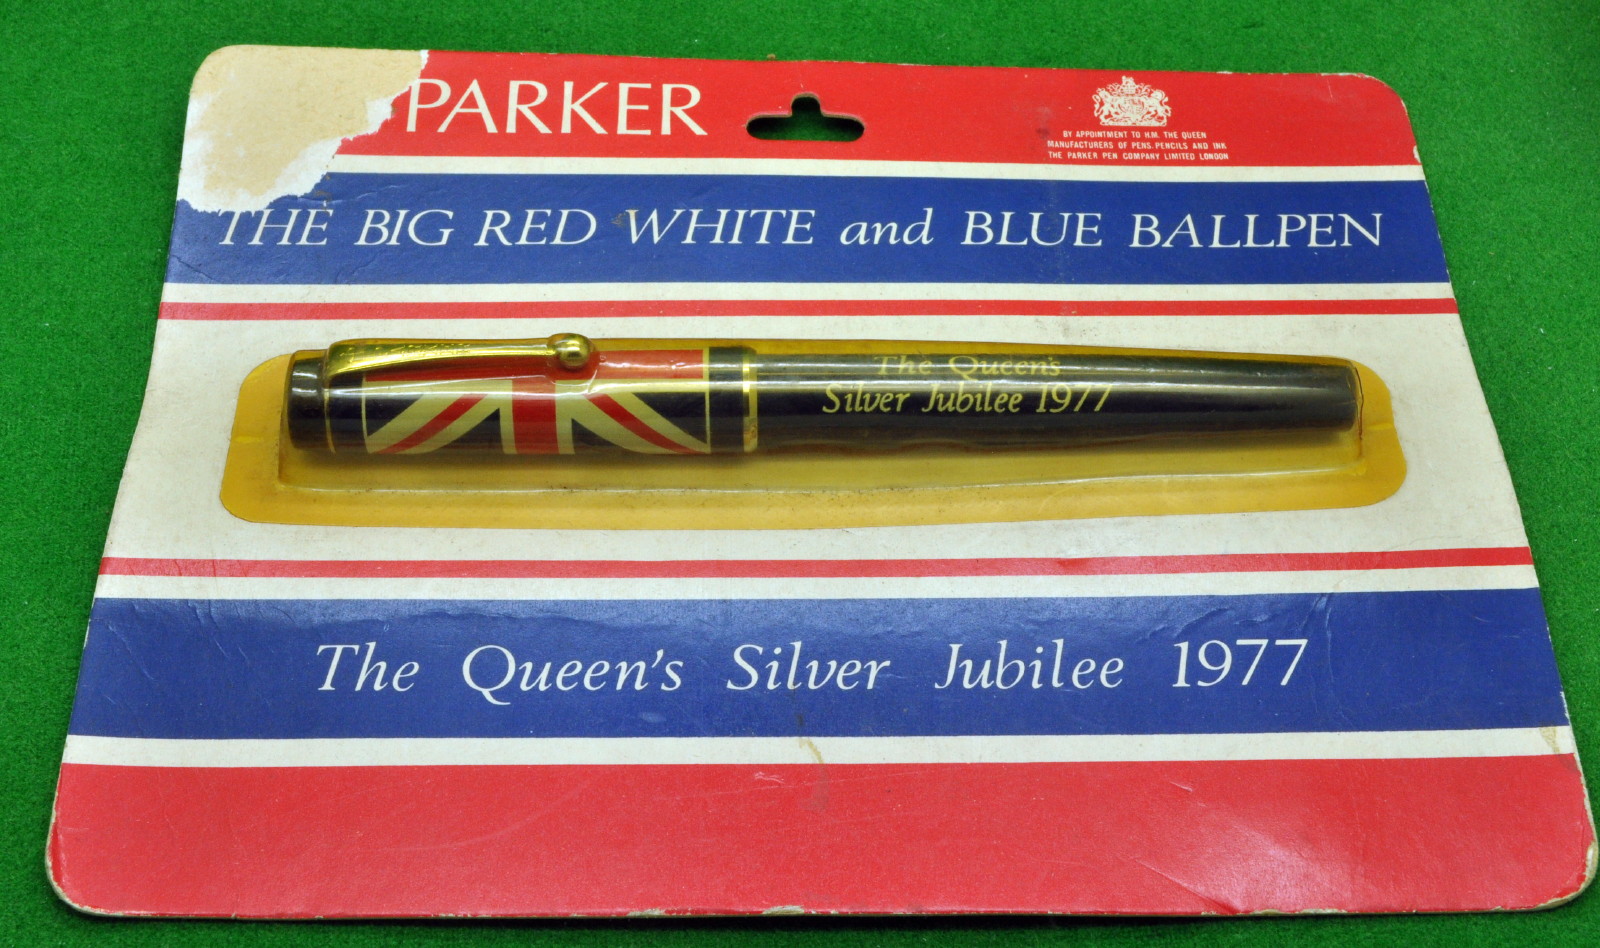 PARKER
BY APPOINTMENT TO H.M. THE QUEEN
MANUFACTURERS OF PENS, PENCILS AND INK
THE PARKER PEN COMPANY LIMITED LONDON
THE BIG RED WHITE and BLUE BALLPEN
The Queen's
Silver Jubilee 1977
The Queen's Silver Jubilee 1977